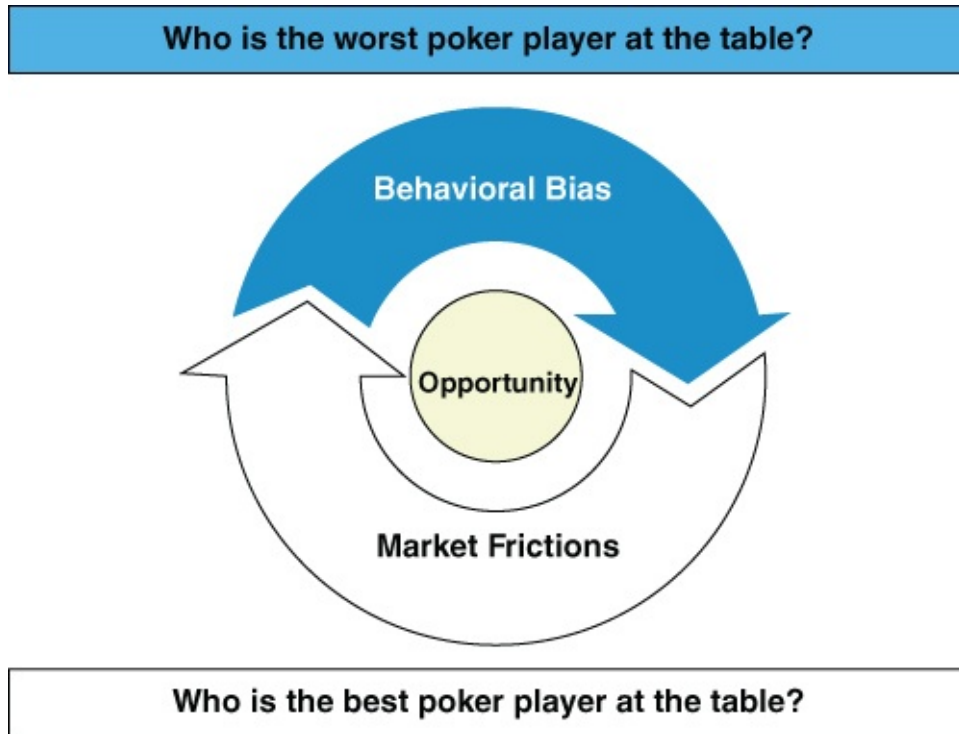 Who is the worst poker player at the table?
Behavioral Bias
Opportunity
Market Frictions
Who is the best poker player at the table?